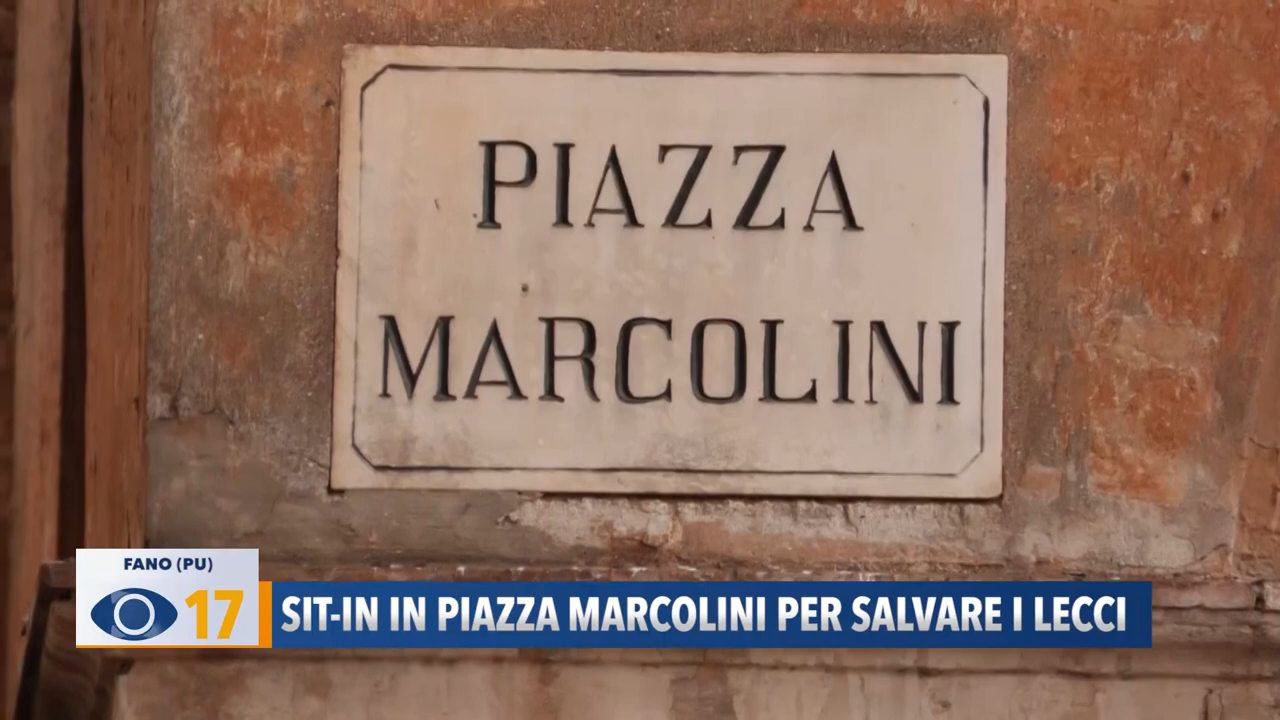 PIAZZA
MARCOLINI
FANO (PU)
17
SIT-IN IN PIAZZA MARCOLINI PER SALVARE I LECCI